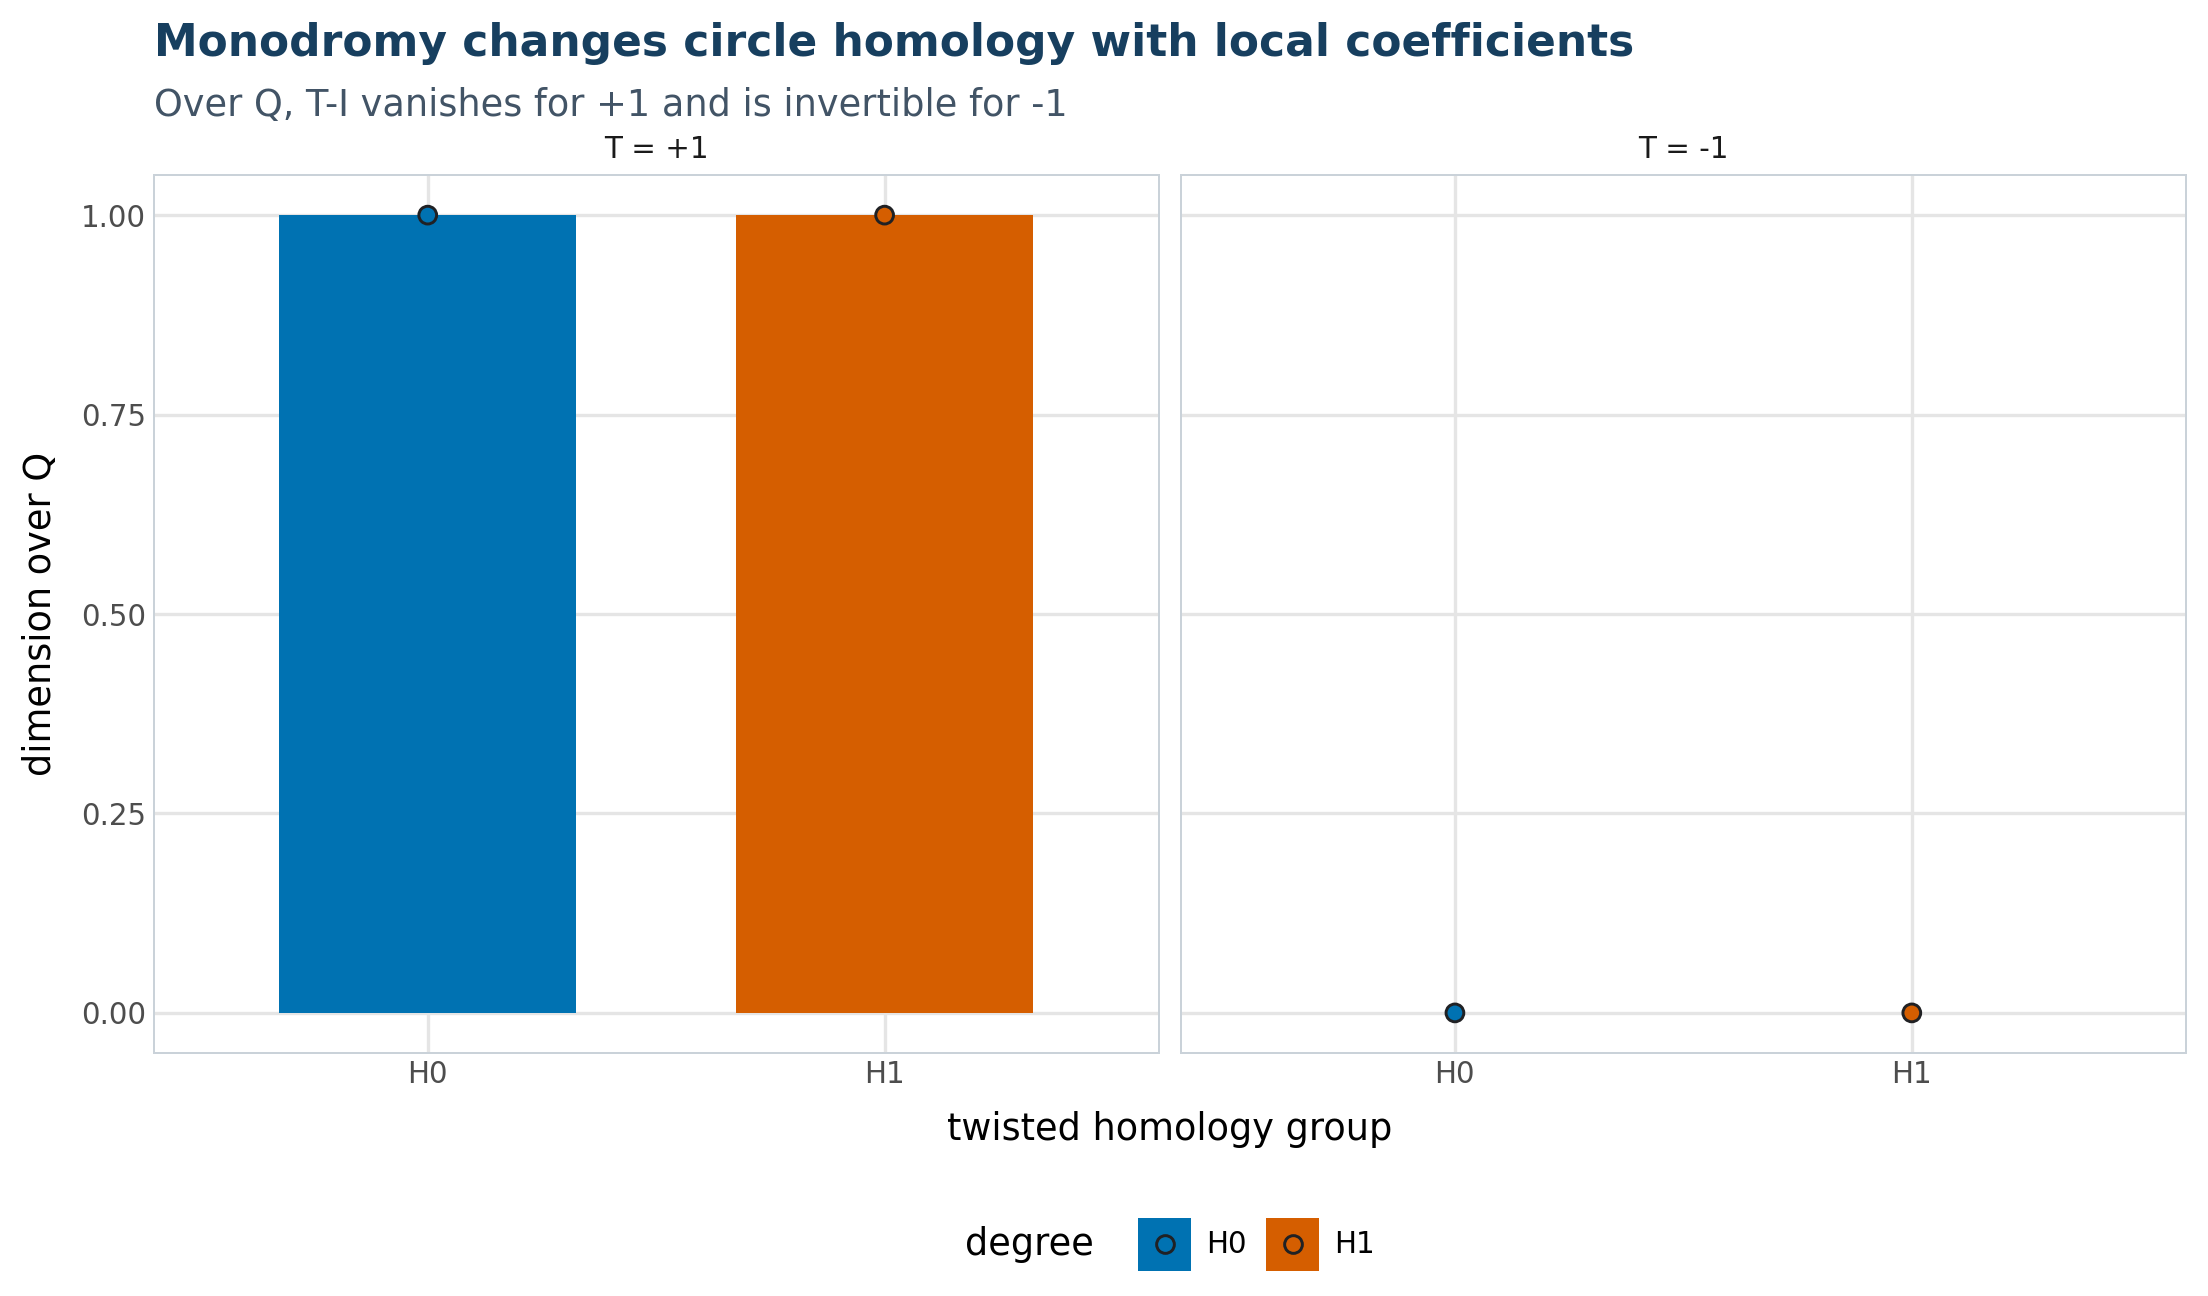 Monodromy changes circle homology with local coefficients
Over Q, T-I vanishes for +1 and is invertible for -1
T = +1
T = -1
dimension over Q
1.00
0.75
0.50
0.25
0.00
H0
H1
H0
H1
twisted homology group
degree
H0
H1